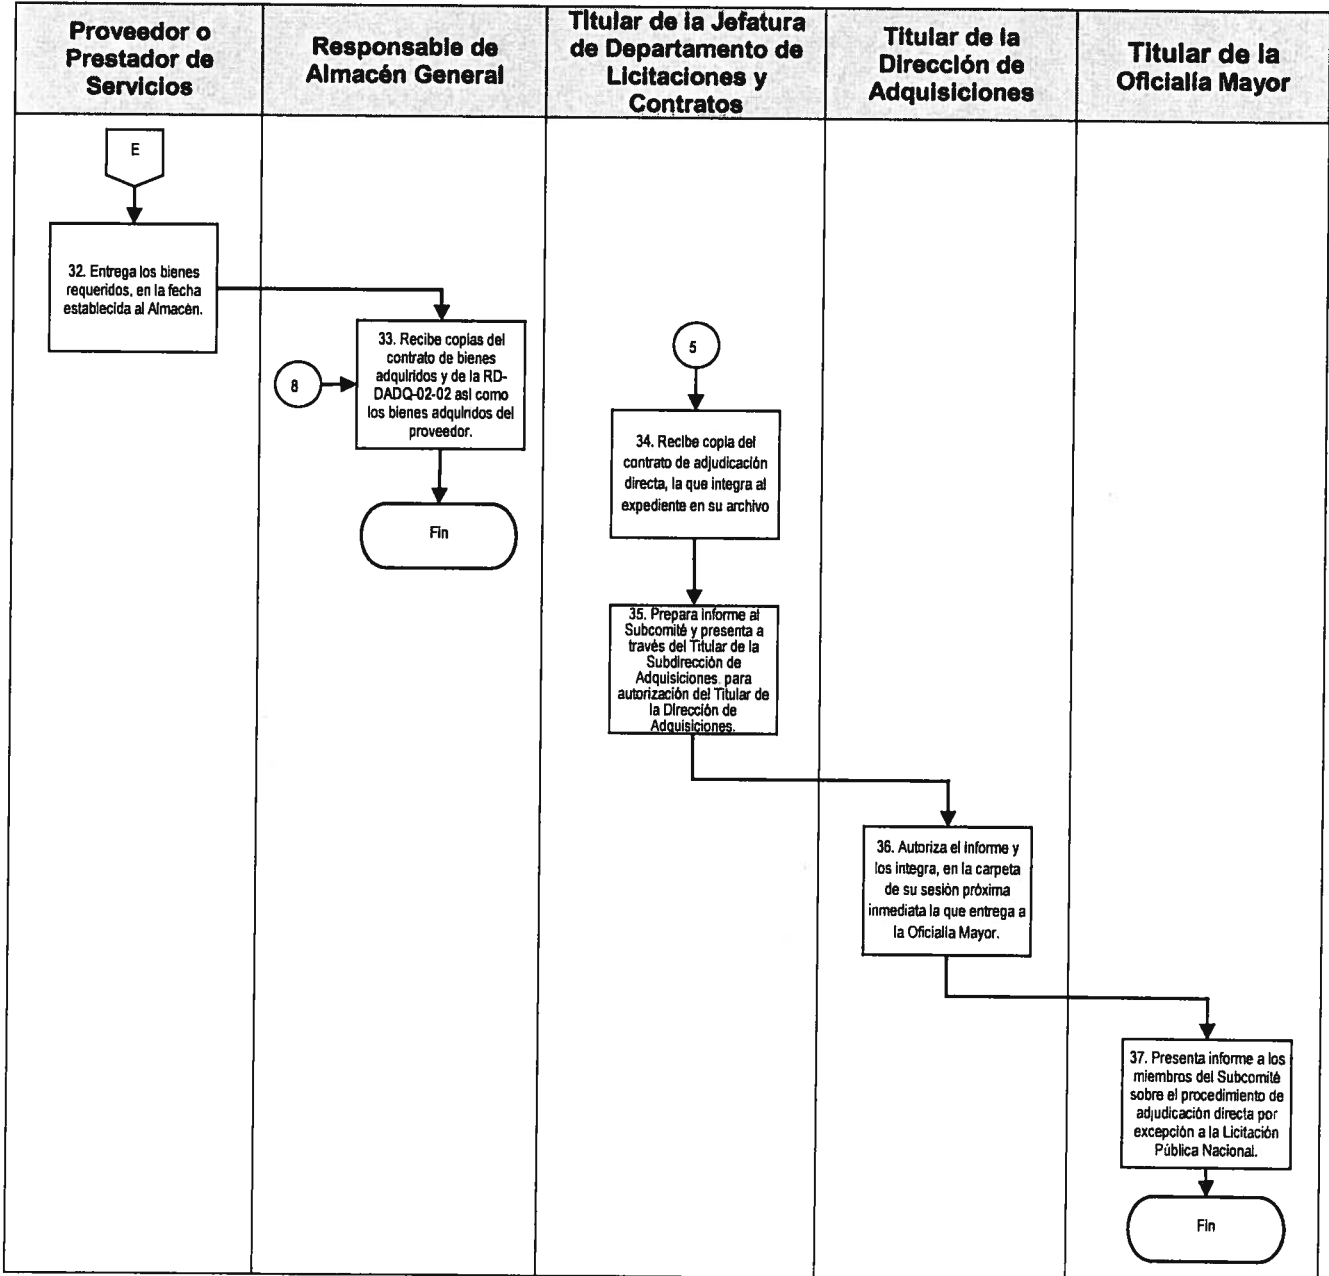 Proveedor o
Prestador de
Servicios
Responsable de
Almacén General
Titular de la Jefatura
de Departamento de
Licitaciones y
Contratos
Titular de la
Dirección de
Adquisiciones
Titular de la
Oficialía Mayor
E
32. Entrega los bienes
requeridos, en la fecha
establecida al Almacén.
33. Recibe copias del
contrato de bienes
adquiridos y de la RD-
DADQ-02-02 así como
los bienes adquiridos del
proveedor.
8
Fin
5
34. Recibe copia del
contrato de adjudicación
directa, la que integra al
expediente en su archivo
35. Prepara informe al
Subcomité y presenta a
través del Titular de la
Subdirección de
Adquisiciones, para
autorización del Titular de
la Dirección de
Adquisiciones.
36. Autoriza el informe y
los integra, en la carpeta
de su sesión próxima
inmediata la que entrega a
la Oficialía Mayor.
37. Presenta informe a los
miembros del Subcomité
sobre el procedimiento de
adjudicación directa por
excepción a la Licitación
Pública Nacional.
Fin